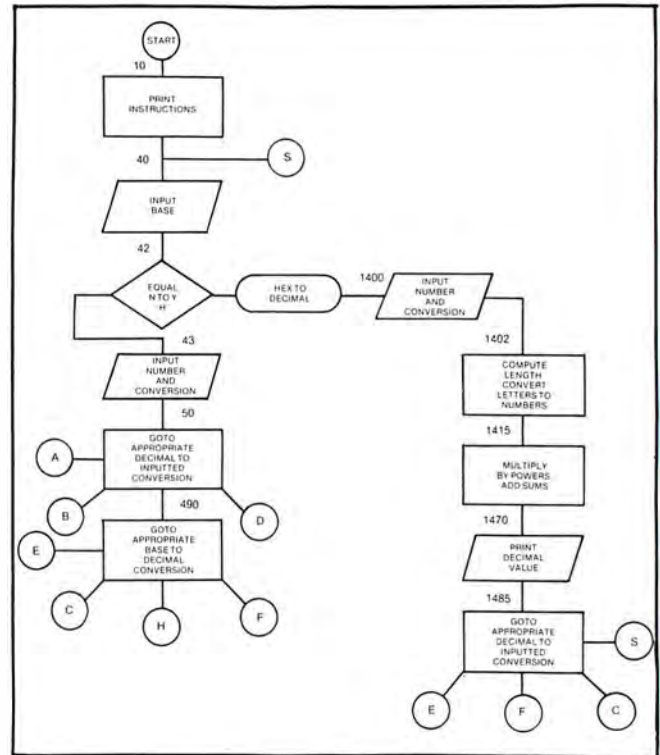 START
10
PRINT
INSTRUCTIONS
40
S
INPUT
BASE
42
EQUAL
N TO Y
"H"
HEX TO
DECIMAL
1400
INPUT
NUMBER
AND
CONVERSION
43
INPUT
NUMBER
AND
CONVERSION
50
GOTO
APPROPRIATE
DECIMAL TO
INPUTTED
CONVERSION
A
B
D
490
GOTO
APPROPRIATE
BASE TO
DECIMAL
CONVERSION
E
C
H
F
1402
COMPUTE
LENGTH
CONVERT
LETTERS TO
NUMBERS
1415
MULTIPLY
BY POWERS
ADD SUMS
1470
PRINT
DECIMAL
VALUE
1485
GOTO
APPROPRIATE
DECIMAL TO
INPUTTED
CONVERSION
S
E
F
C